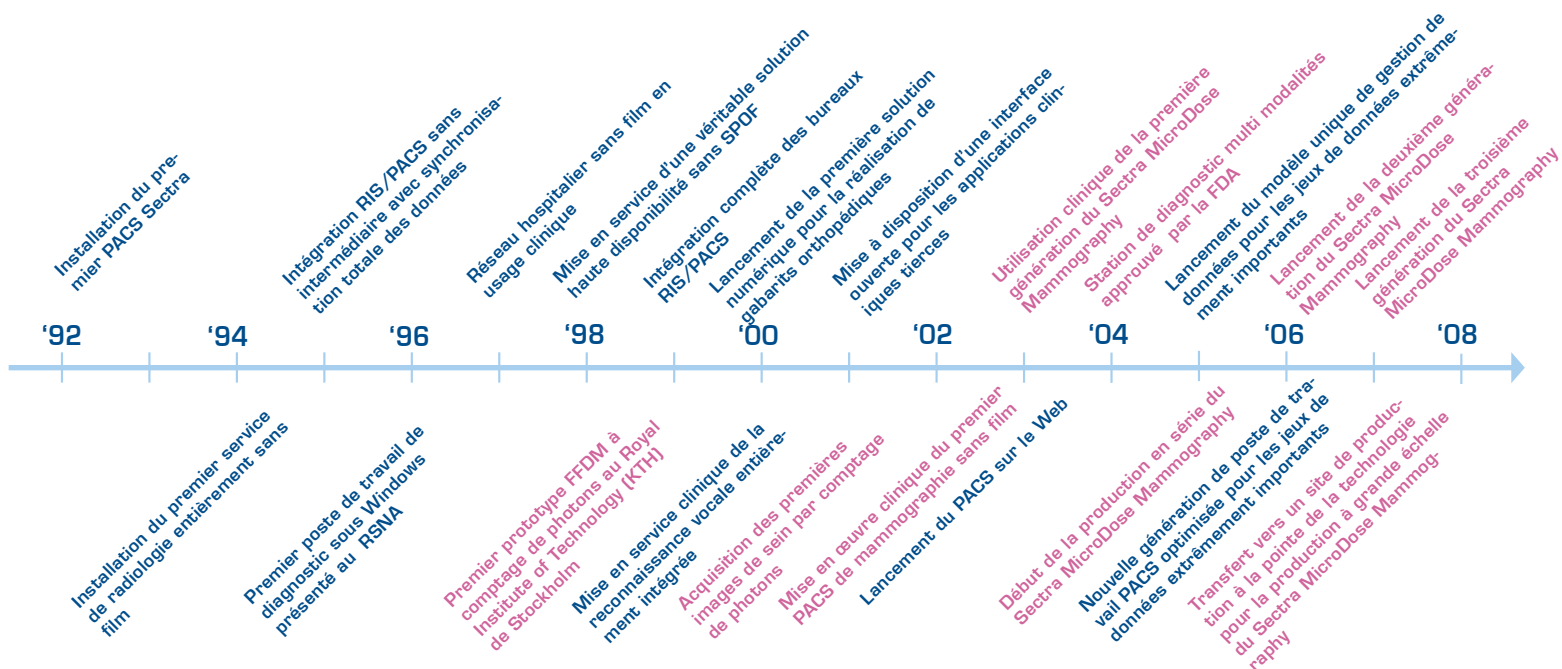 Installation du pre-
mier PACS Sectra
Intégration RIS/PACS sans
intermédiaire avec synchronisa-
tion totale des données
Réseau hospitalier sans film en
usage clinique
Mise en service d’une véritable solution
haute disponibilité sans SPOF
Intégration complète des bureaux
RIS/PACS
Lancement de la première solution
numérique pour la réalisation de
gabarits orthopédiques
Mise à disposition d’une interface
ouverte pour les applications clin-
iques tierces
Utilisation clinique de la première
génération du Sectra MicroDose
Mammography
Station de diagnostic multi modalités
approuvé par la FDA
Lancement du modèle unique de gestion de
données pour les jeux de données extrême-
ment importants
Lancement de la deuxième généra-
tion du Sectra MicroDose
Mammography
Lancement de la troisième
génération du Sectra
MicroDose Mammography
‘92 ‘94 ‘96 ‘98 ‘00 ‘02 ‘04 ‘06 ‘08
Installation du premier service
de radiologie entièrement sans
film
Premier poste de travail de
diagnostic sous Windows
présenté au RSNA
Premier prototype FFDM à
comptage de photons au Royal
Institute of Technology (KTH)
de Stockholm
Mise en service clinique de la
reconnaissance vocale entière-
ment intégrée
Acquisition des premières
images de sein par comptage
de photons
Mise en œuvre clinique du premier
PACS de mammographie sans film
Lancement du PACS sur le Web
Début de la production en série du
Sectra MicroDose Mammography
Nouvelle génération de poste de tra-
vail PACS optimisée pour les jeux de
données extrêmement importants
Transfert vers un site de produc-
tion à la pointe de la technologie
pour la production à grande échelle
du Sectra MicroDose Mammog-
raphy